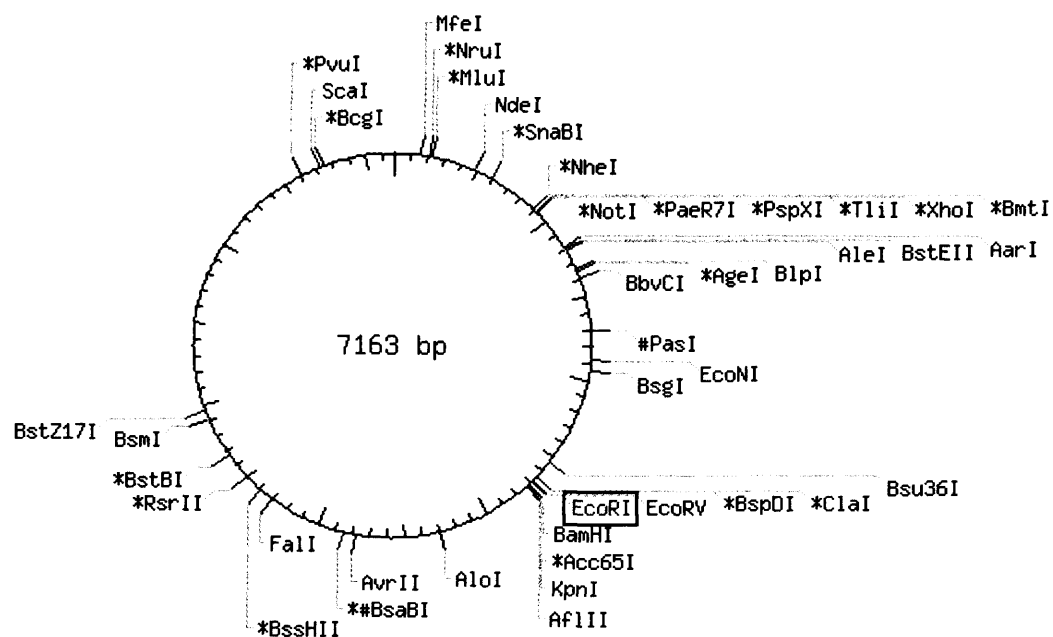 MfeI
*PvuI *NruI
ScaI *MluI
*BcgI NdeI
*SnaBI
*NheI
*NotI *PaeR7I *PspXI *TliI *XhoI *BmtI
AleI BstEII AarI
BbvCI *AgeI BlpI
7163 bp
#PasI
EcoNI
BsgI
BstZ17I BsmI
*BstBI
*RsrII
Bsu36I
EcoRI EcoRV *BspDI *ClaI
BamHI
FalI
*Acc65I
AvrII AloI KpnI
*#BsaBI
*BssHII AflII